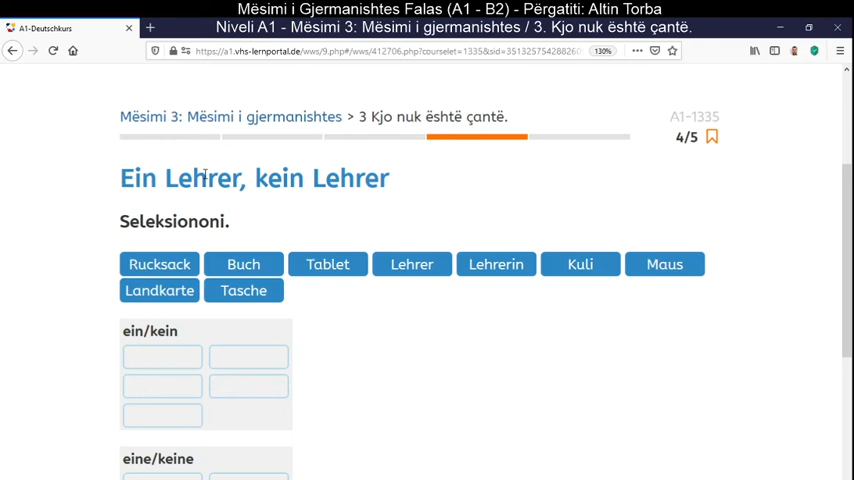 Mësimi i Gjermanishtes Falas (A1 - B2) - Përgatiti: Altin Torba
A1-Deutschkurs
Niveli A1 - Mësimi 3: Mësimi i gjermanishtes / 3. Kjo nuk është çantë.
https://a1.vhs-lernportal.de/wws/9.php#/wws/412706.php?courselet=1335&sid=35132575428826
130%
Mësimi 3: Mësimi i gjermanishtes > 3 Kjo nuk është çantë.
A1-1335
4/5
Ein Lehrer, kein Lehrer
Seleksiononi.
Rucksack Buch Tablet Lehrer Lehrerin Kuli Maus
Landkarte Tasche
ein/kein
eine/keine